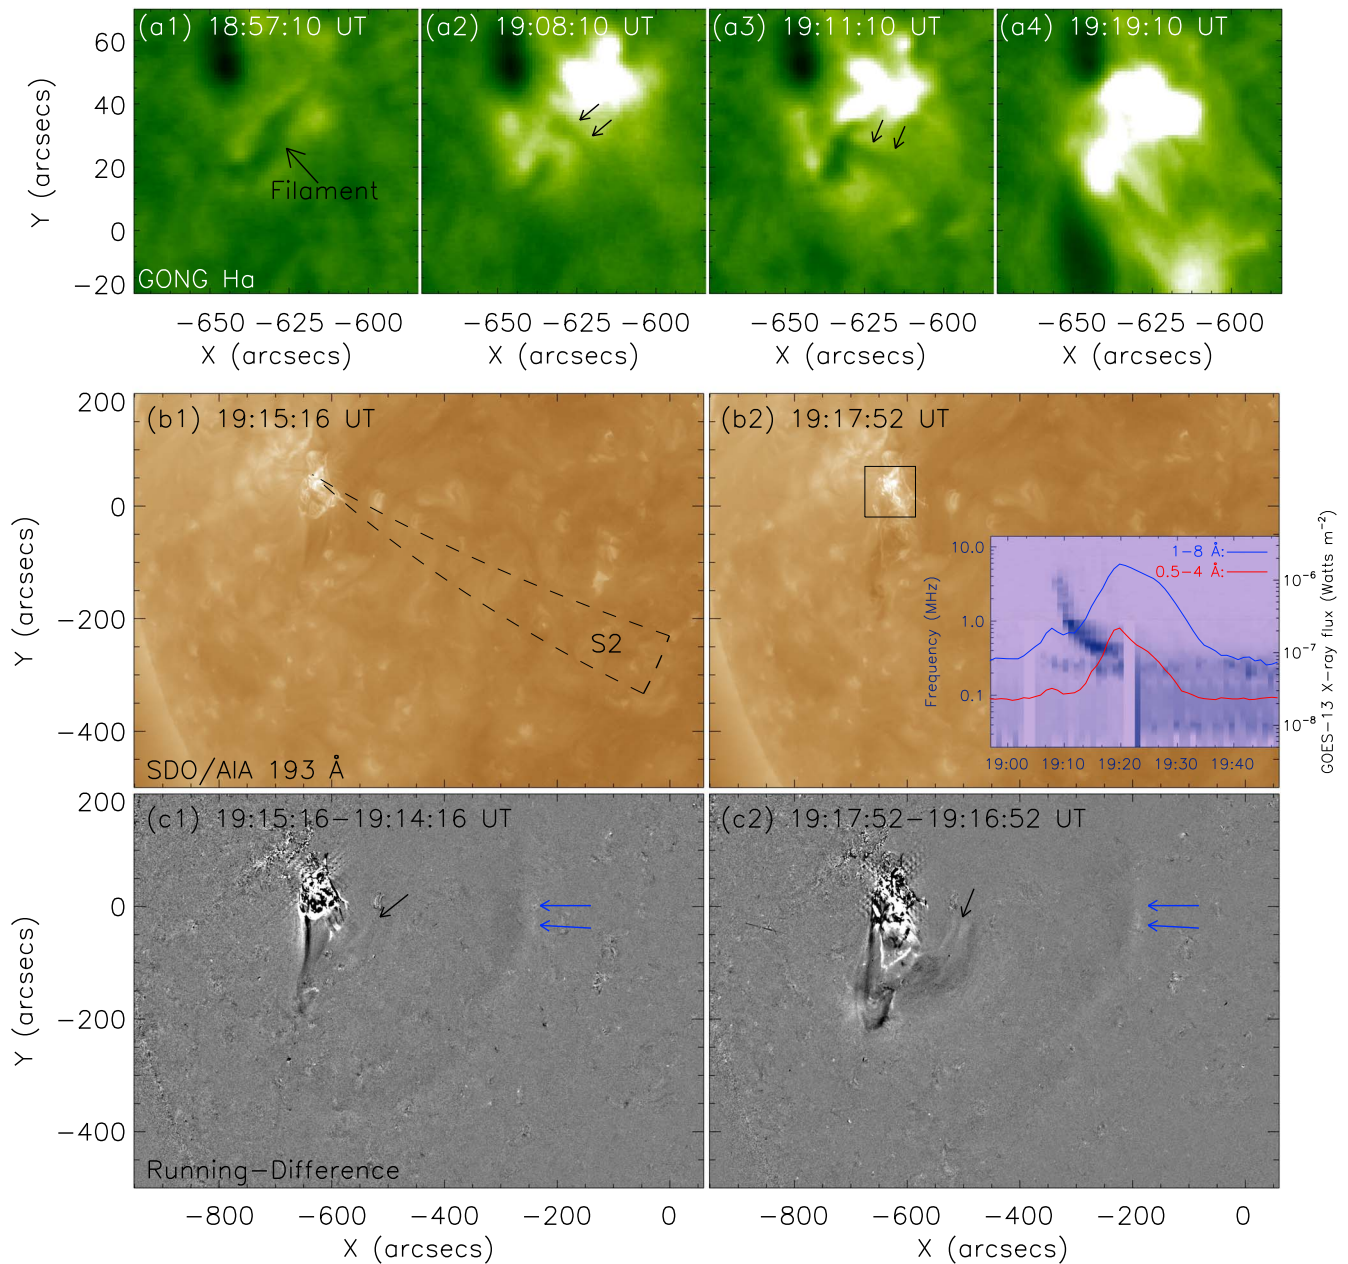 (a1) 18:57:10 UT
(a2) 19:08:10 UT
(a3) 19:11:10 UT
(a4) 19:19:10 UT
60
40
20
0
−20
Y (arcsecs)
Filament
GONG Ha
−650 −625 −600
−650 −625 −600
−650 −625 −600
−650 −625 −600
X (arcsecs)
X (arcsecs)
X (arcsecs)
X (arcsecs)
(b1) 19:15:16 UT
200
0
−200
−400
Y (arcsecs)
S2
SDO/AIA 193 Å
(b2) 19:17:52 UT
1−8 Å:
0.5−4 Å:
10.0
1.0
0.1
Frequency (MHz)
10⁻⁶
10⁻⁷
10⁻⁸
GOES−13 X−ray flux (Watts m⁻²)
19:00 19:10 19:20 19:30 19:40
(c1) 19:15:16−19:14:16 UT
200
0
−200
−400
Y (arcsecs)
Running−Difference
(c2) 19:17:52−19:16:52 UT
−800 −600 −400 −200 0
−800 −600 −400 −200 0
X (arcsecs)
X (arcsecs)